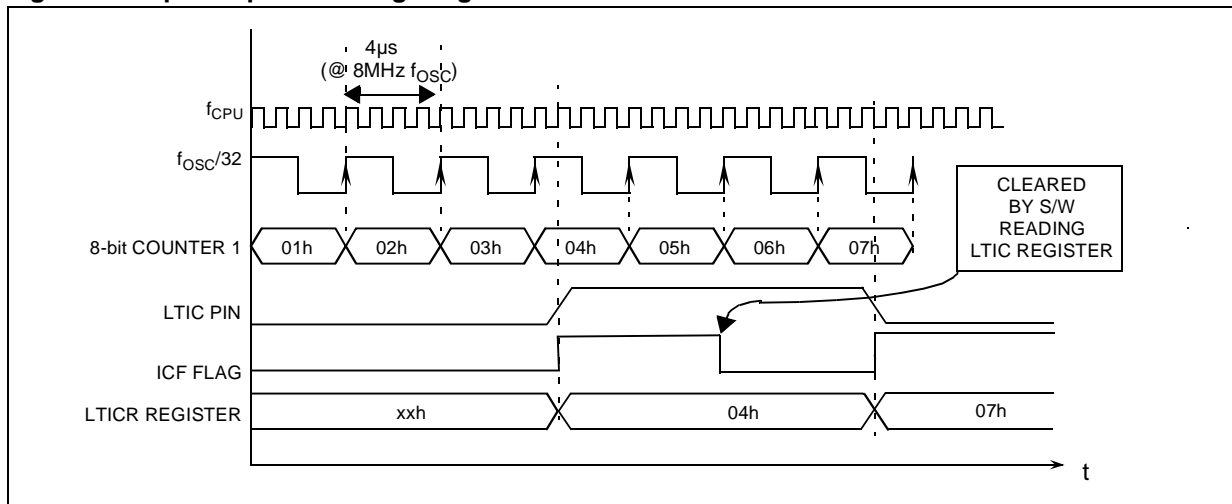 4µs
(@ 8MHz fOSC)
fCPU
fOSC/32
CLEARED
BY S/W
READING
LTIC REGISTER
8-bit COUNTER 1
01h
02h
03h
04h
05h
06h
07h
LTIC PIN
ICF FLAG
LTICR REGISTER
xxh
04h
07h
t